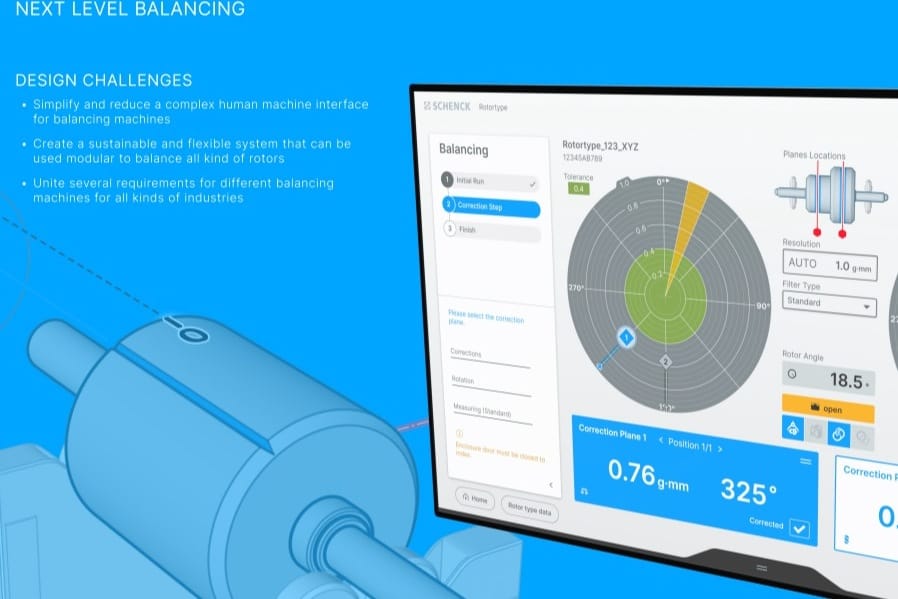 NEXT LEVEL BALANCING
DESIGN CHALLENGES
• Simplify and reduce a complex human machine interface
for balancing machines
• Create a sustainable and flexible system that can be
used modular to balance all kind of rotors
• Unite several requirements for different balancing
machines for all kinds of industries
SCHENCK Rotortype
Balancing
1 Initial Run
2 Correction Step
3 Finish
Please select the correction
plane.
Corrections
Rotation
Measuring (Standard)
Enclosure door must be closed to
index.
Home
Rotor type data
Rotortype_123_XYZ
12345AB789
Tolerance
0.4
1.0
0°
0.8
0.6
0.4
0.2
270°
90°
1
2
Planes Locations
Resolution
AUTO 1.0 g·mm
Filter Type
Standard
Rotor Angle
18.5°
open
Correction Plane 1 < Position 1/1 >
0.76 g·mm 325°
Corrected
27
Correction
0.